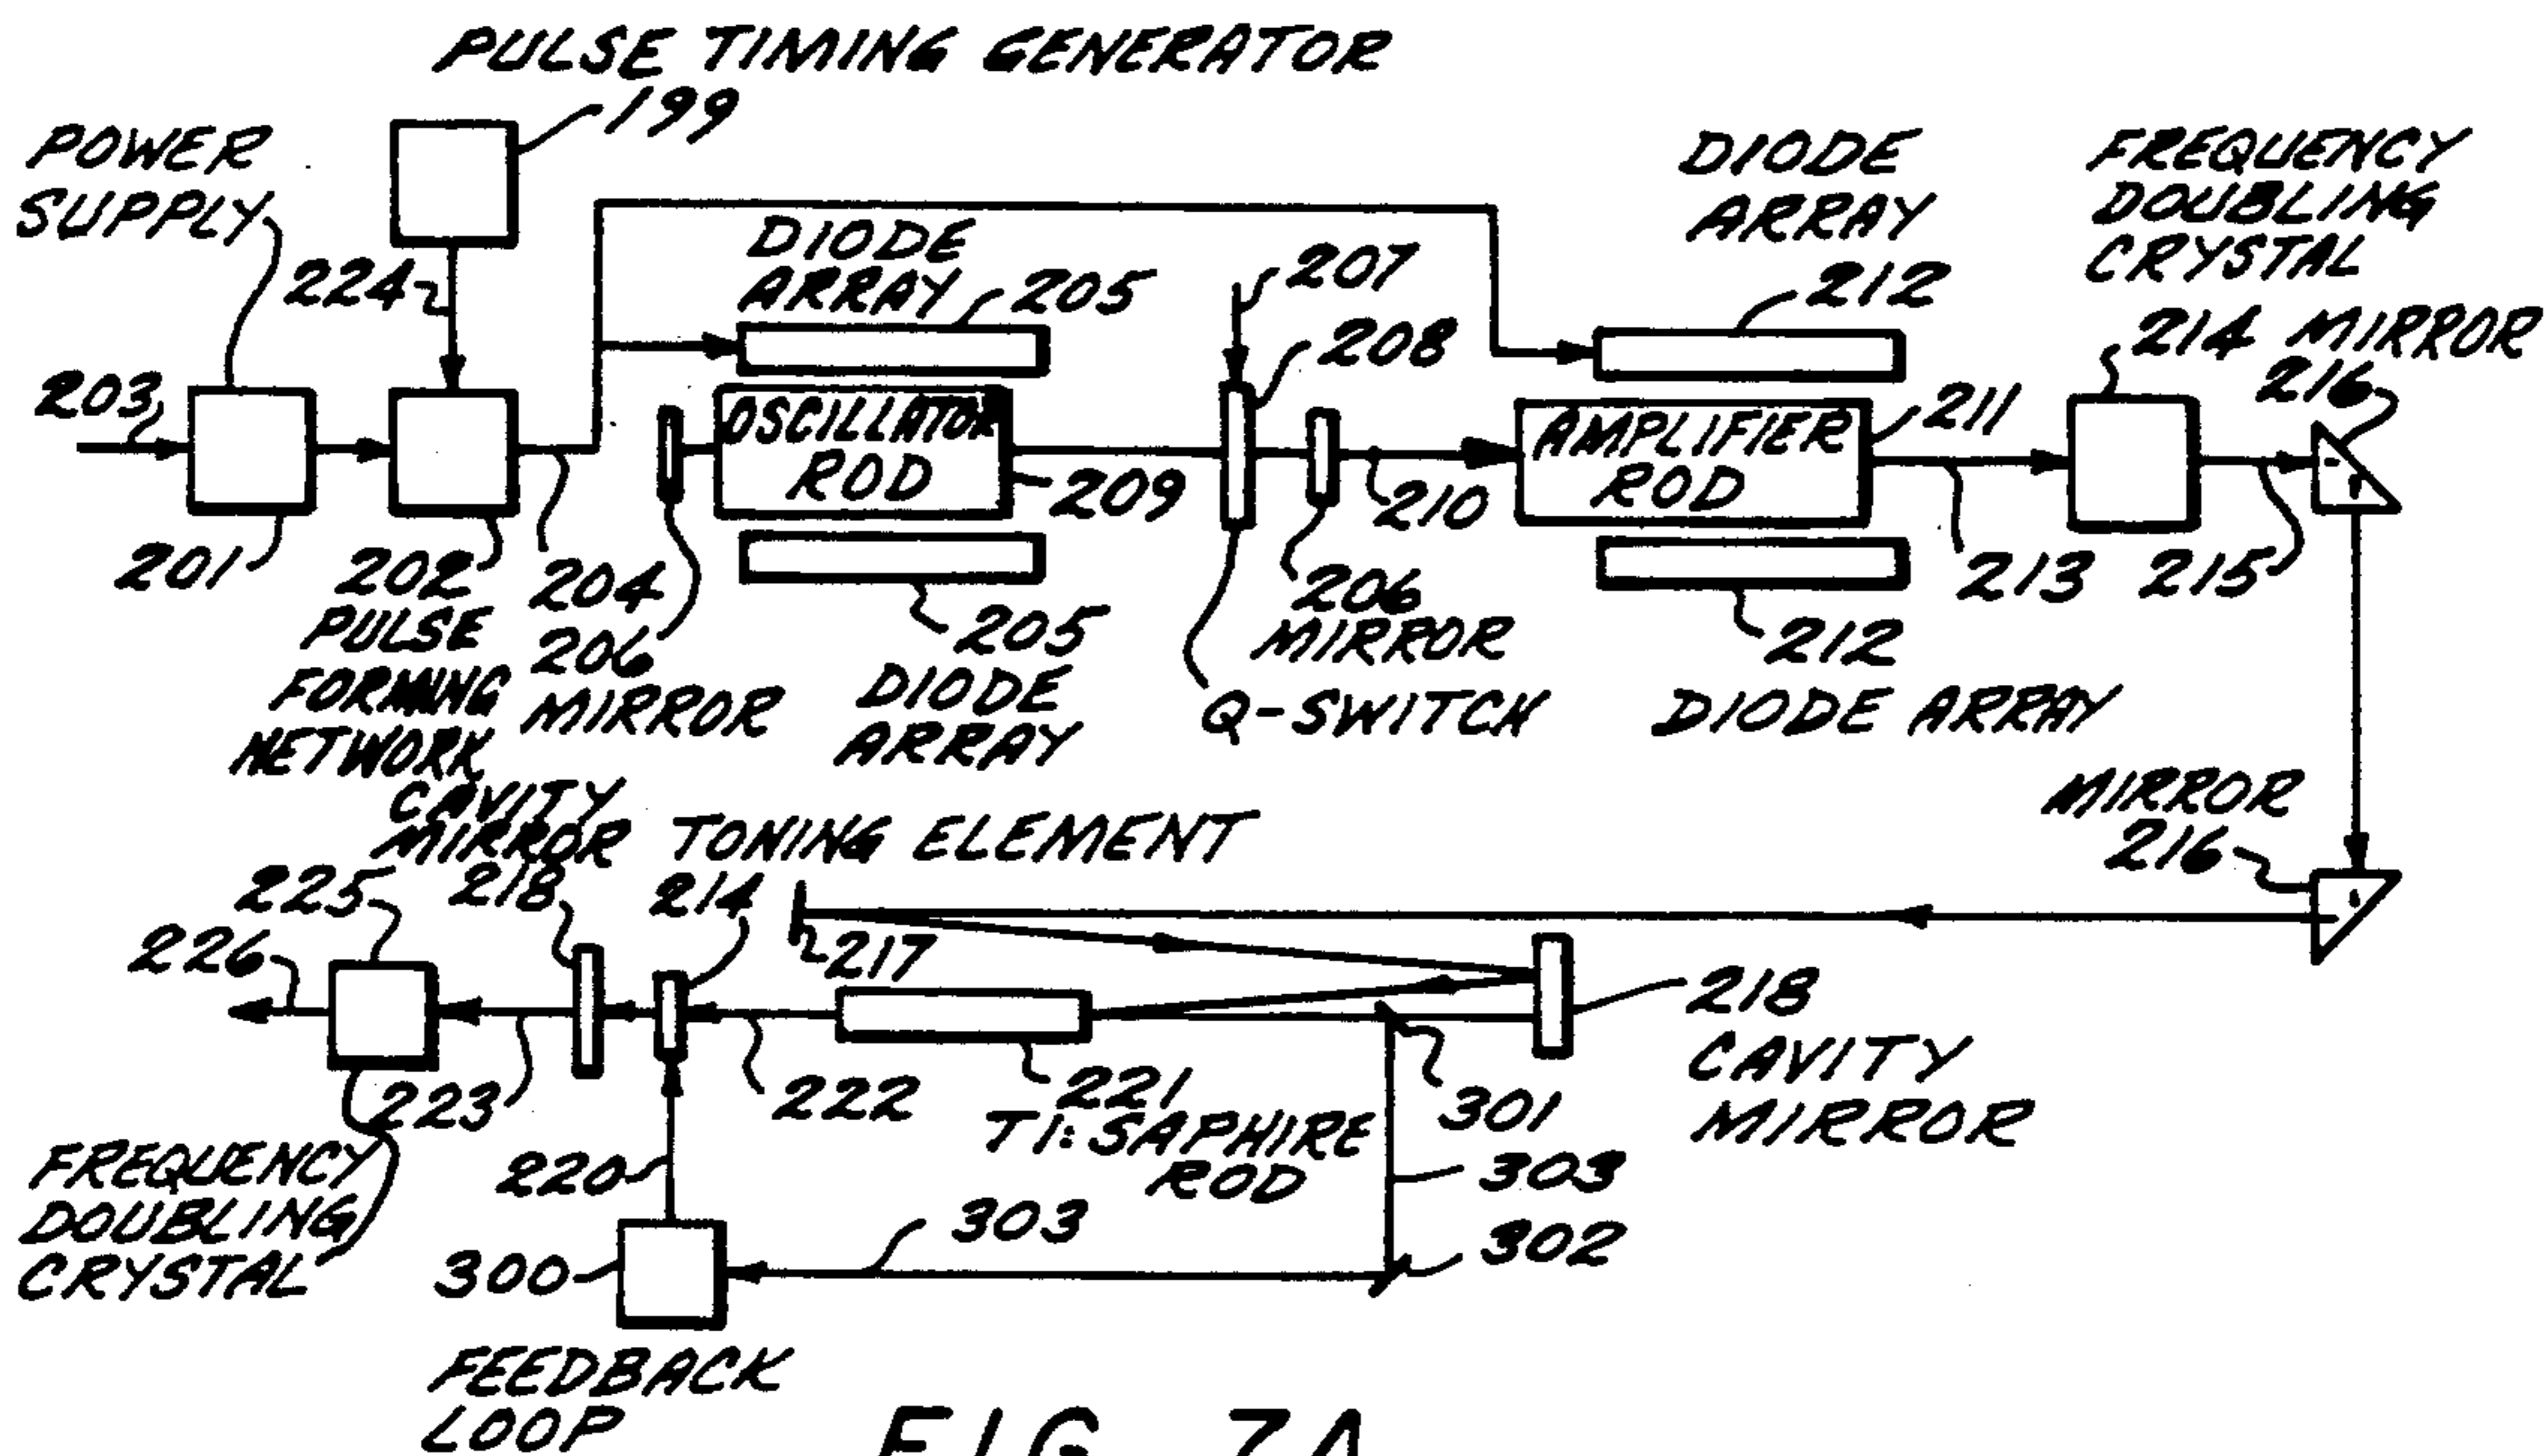 PULSE TIMING GENERATOR
199
POWER
SUPPLY
224
203
201
202
PULSE
FORMING
NETWORK
204
206
MIRROR
DIODE
ARRAY
205
OSCILLATOR
ROD
209
205
DIODE
ARRAY
207
208
206
MIRROR
Q-SWITCH
210
DIODE
ARRAY
212
AMPLIFIER
ROD
211
212
DIODE ARRAY
213
FREQUENCY
DOUBLING
CRYSTAL
214
MIRROR
216
215
MIRROR
216
CAVITY
MIRROR
218
TONING ELEMENT
214
225
226
217
218
CAVITY
MIRROR
223
222
221
TI:SAPHIRE
ROD
301
303
302
303
220
300
FREQUENCY
DOUBLING
CRYSTAL
FEEDBACK
LOOP
FIG. 7A